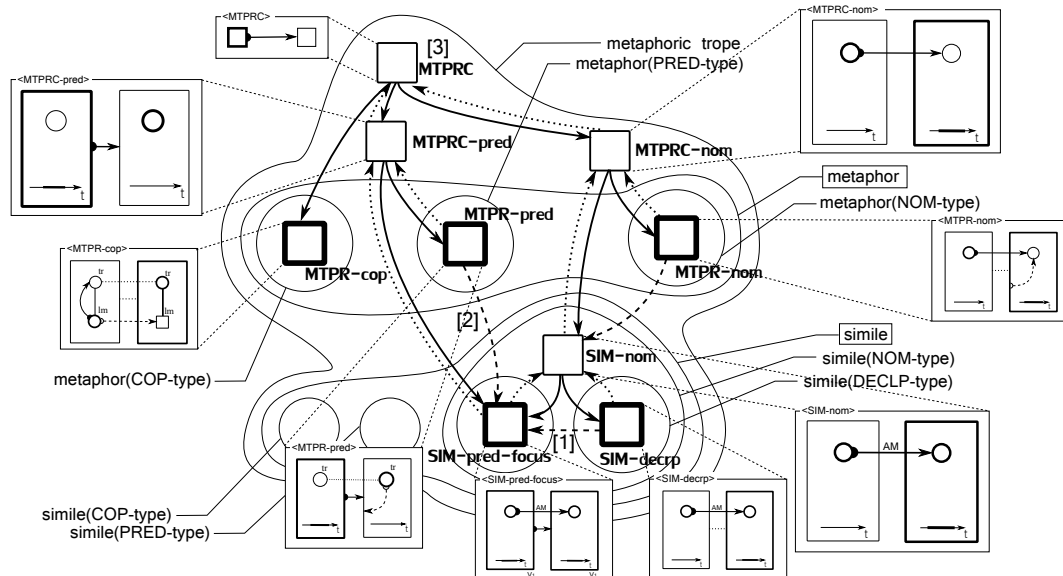 <MTPRC>
<MTPRC-nom>
[3]
metaphoric trope
MTPRC
metaphor(PRED-type)
<MTPRC-pred>
t
t
t
t
MTPRC-pred
MTPRC-nom
metaphor
metaphor(NOM-type)
MTPR-pred
<MTPR-nom>
<MTPR-cop>
MTPR-cop
MTPR-nom
tr
tr
lm
lm
t
t
[2]
simile
SIM-nom
simile(NOM-type)
metaphor(COP-type)
simile(DECLP-type)
<SIM-nom>
[1]
<MTPR-pred>
SIM-pred-focus
SIM-decrp
AM
tr
tr
<SIM-pred-focus>
<SIM-decrp>
simile(COP-type)
AM
AM
simile(PRED-type)
t
t
t
t
t
t
t
t